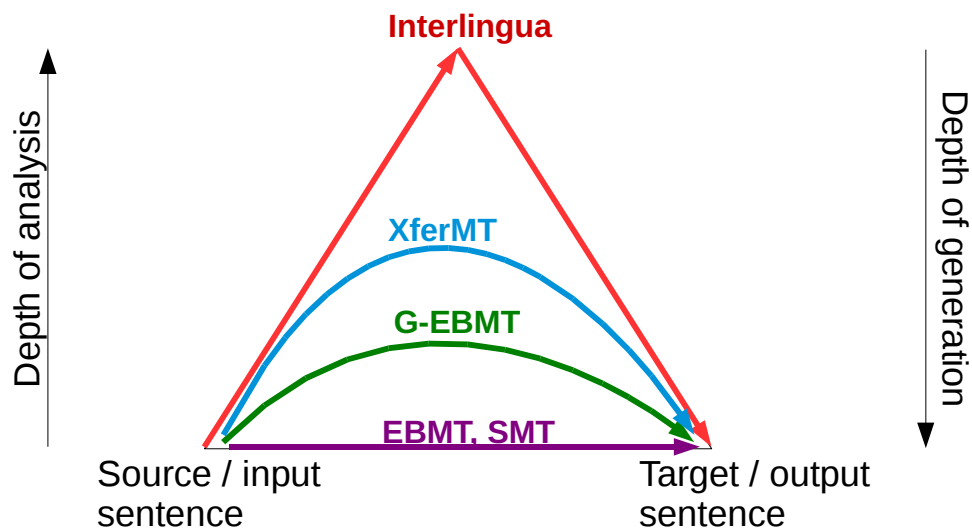 Interlingua
Depth of analysis
Depth of generation
XferMT
G-EBMT
EBMT, SMT
Source / input
sentence
Target / output
sentence